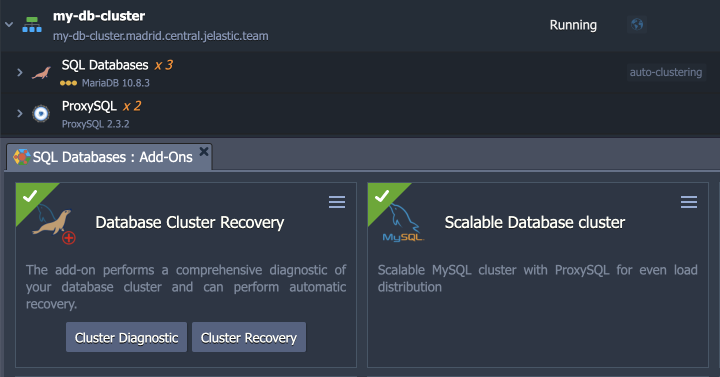 my-db-cluster
Running
my-db-cluster.madrid.central.jelastic.team
SQL Databases x 3
auto-clustering
MariaDB 10.8.3
ProxySQL x 2
ProxySQL 2.3.2
SQL Databases : Add-Ons
Database Cluster Recovery
The add-on performs a comprehensive diagnostic of
your database cluster and can perform automatic
recovery.
Cluster Diagnostic
Cluster Recovery
MySQL
Scalable Database cluster
Scalable MySQL cluster with ProxySQL for even load
distribution